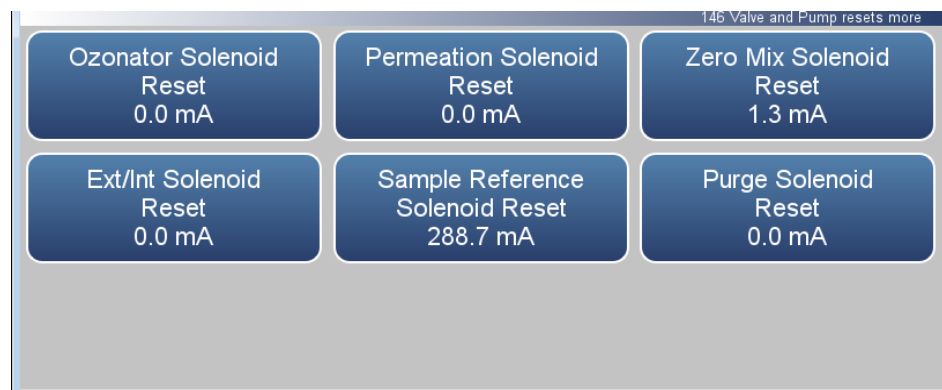 146 Valve and Pump resets more
Ozonator Solenoid
Reset
0.0 mA
Permeation Solenoid
Reset
0.0 mA
Zero Mix Solenoid
Reset
1.3 mA
Ext/Int Solenoid
Reset
0.0 mA
Sample Reference
Solenoid Reset
288.7 mA
Purge Solenoid
Reset
0.0 mA